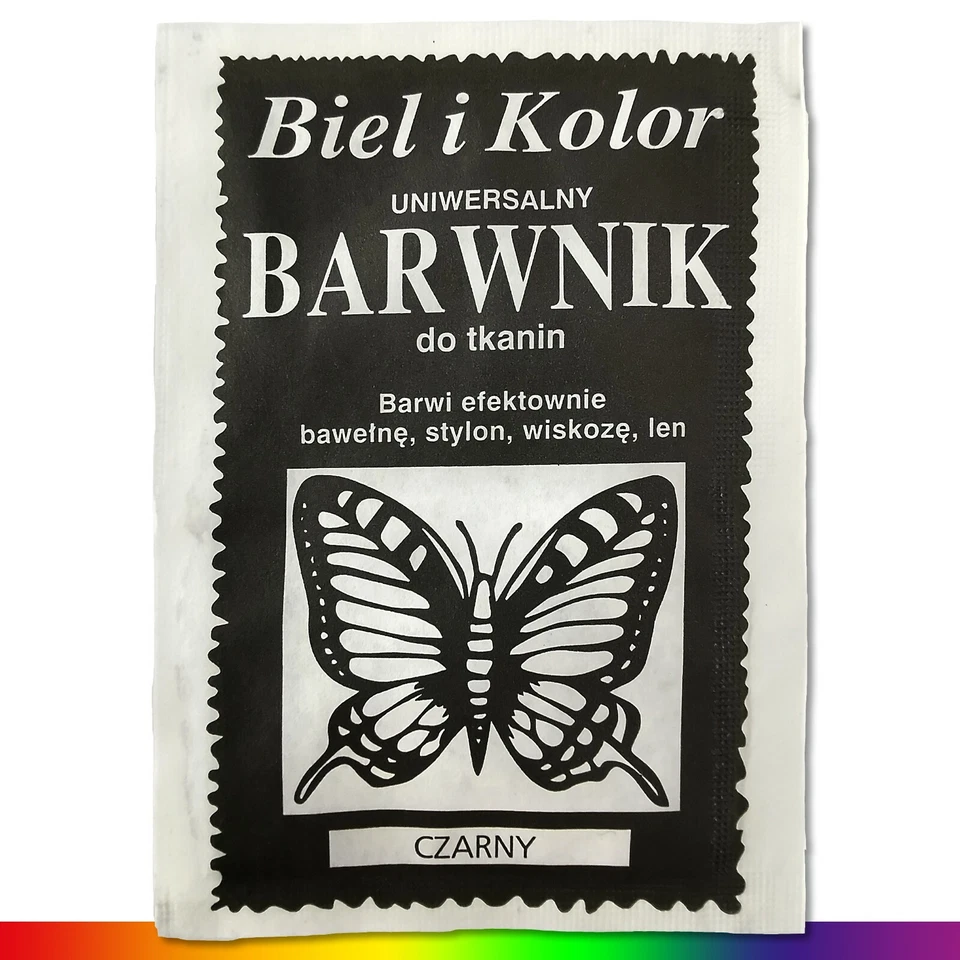 Biel i Kolor
UNIWERSALNY
BARWNIK
do tkanin
Barwi efektownie
bawełnę, stylon, wiskozę, len
CZARNY